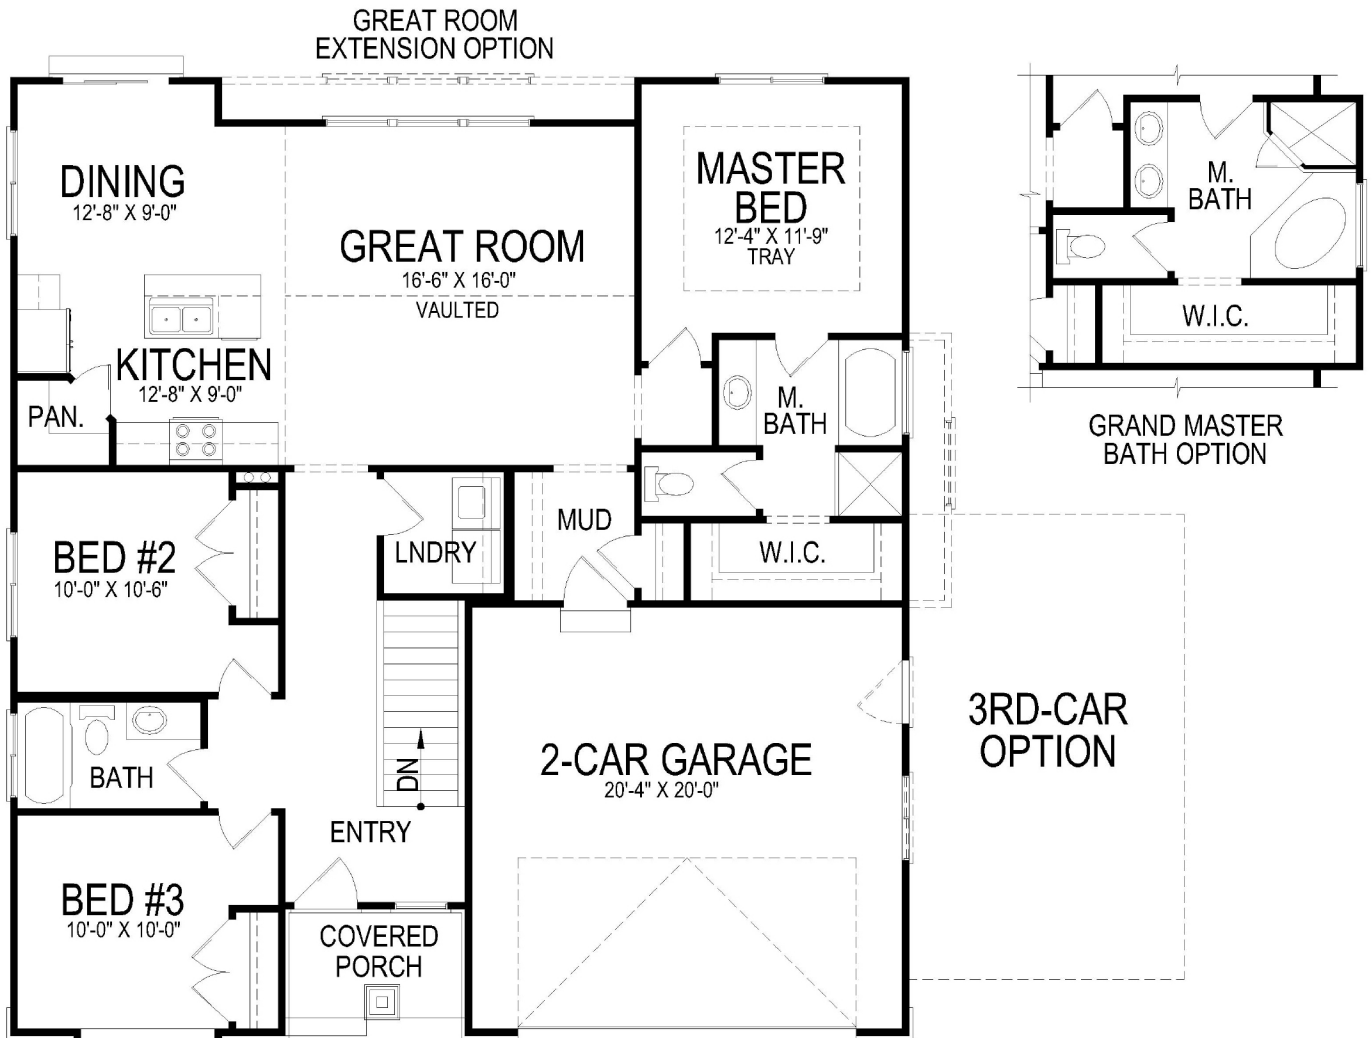 GREAT ROOM
EXTENSION OPTION
DINING
12'-8" X 9'-0"
GREAT ROOM
16'-6" X 16'-0"
VAULTED
MASTER
BED
12'-4" X 11'-9"
TRAY
KITCHEN
12'-8" X 9'-0"
PAN.
M.
BATH
W.I.C.
MUD
LNDRY
BED #2
10'-0" X 10'-6"
BATH
BED #3
10'-0" X 10'-0"
DN
ENTRY
COVERED
PORCH
2-CAR GARAGE
20'-4" X 20'-0"
3RD-CAR
OPTION
M.
BATH
W.I.C.
GRAND MASTER
BATH OPTION